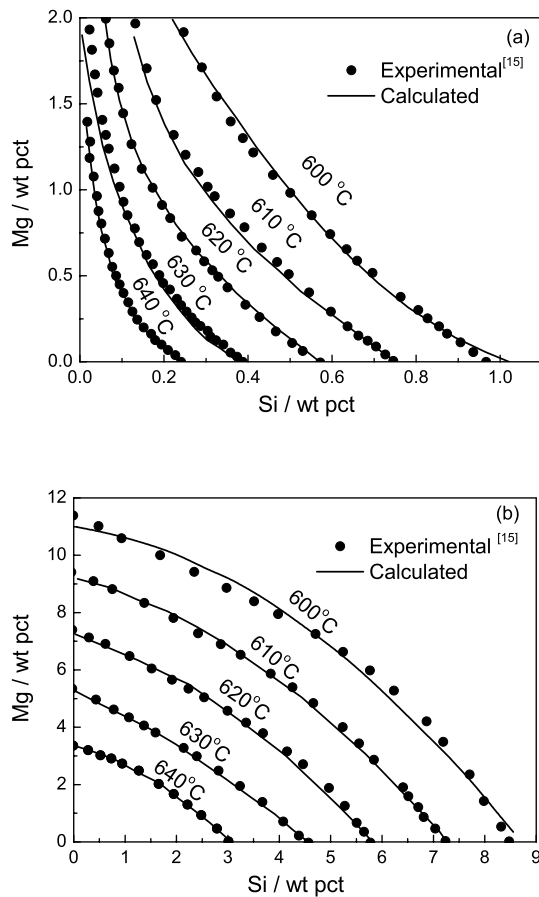 (a)
Experimental[15]
Calculated
600 °C
610 °C
620 °C
630 °C
640 °C
Mg / wt pct
2.0
1.5
1.0
0.5
0.0
0.0 0.2 0.4 0.6 0.8 1.0
Si / wt pct
(b)
Experimental [15]
Calculated
600°C
610°C
620°C
630°C
640°C
Mg / wt pct
12
10
8
6
4
2
0
0 1 2 3 4 5 6 7 8 9
Si / wt pct